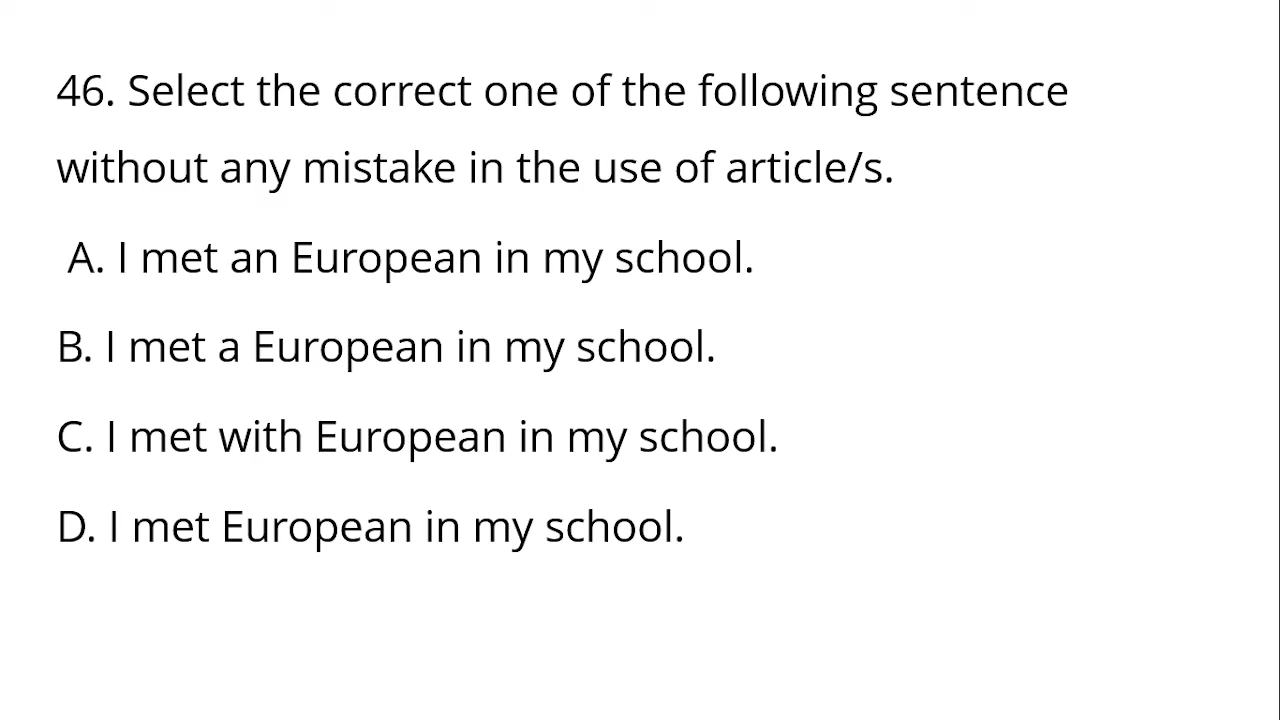 46. Select the correct one of the following sentence
without any mistake in the use of article/s.
A. I met an European in my school.
B. I met a European in my school.
C. I met with European in my school.
D. I met European in my school.